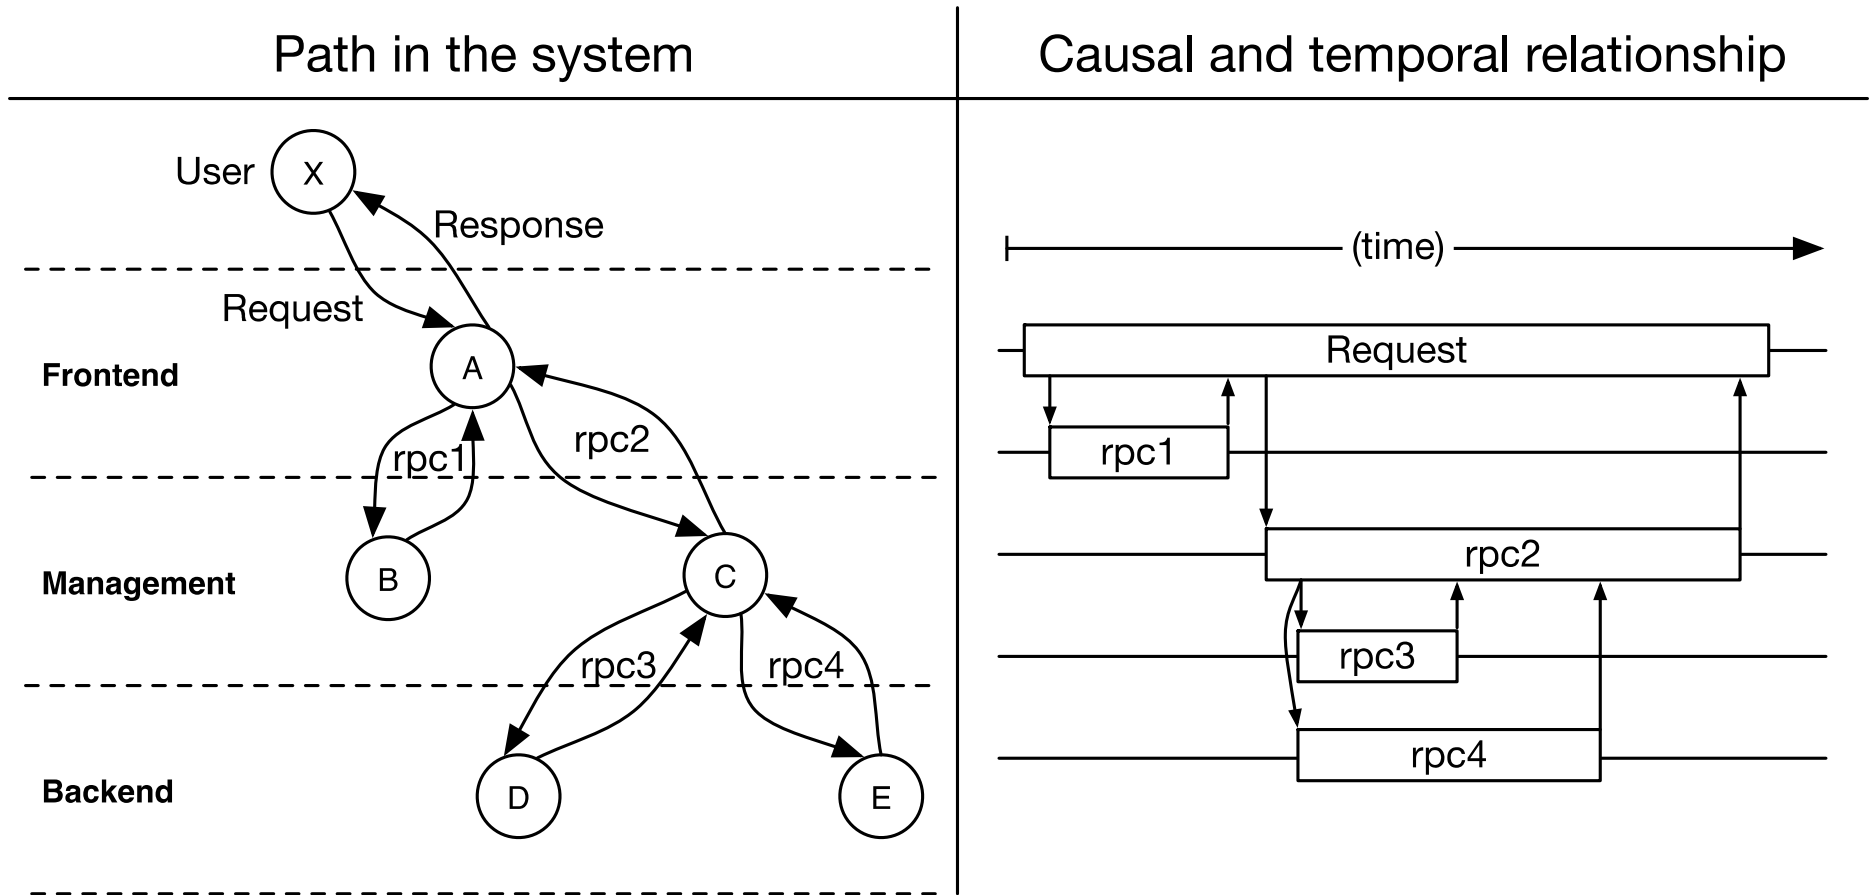 Path in the system
User
X
Response
Request
Frontend
A
rpc1
rpc2
Management
B
C
rpc3
rpc4
Backend
D
E
Causal and temporal relationship
(time)
Request
rpc1
rpc2
rpc3
rpc4